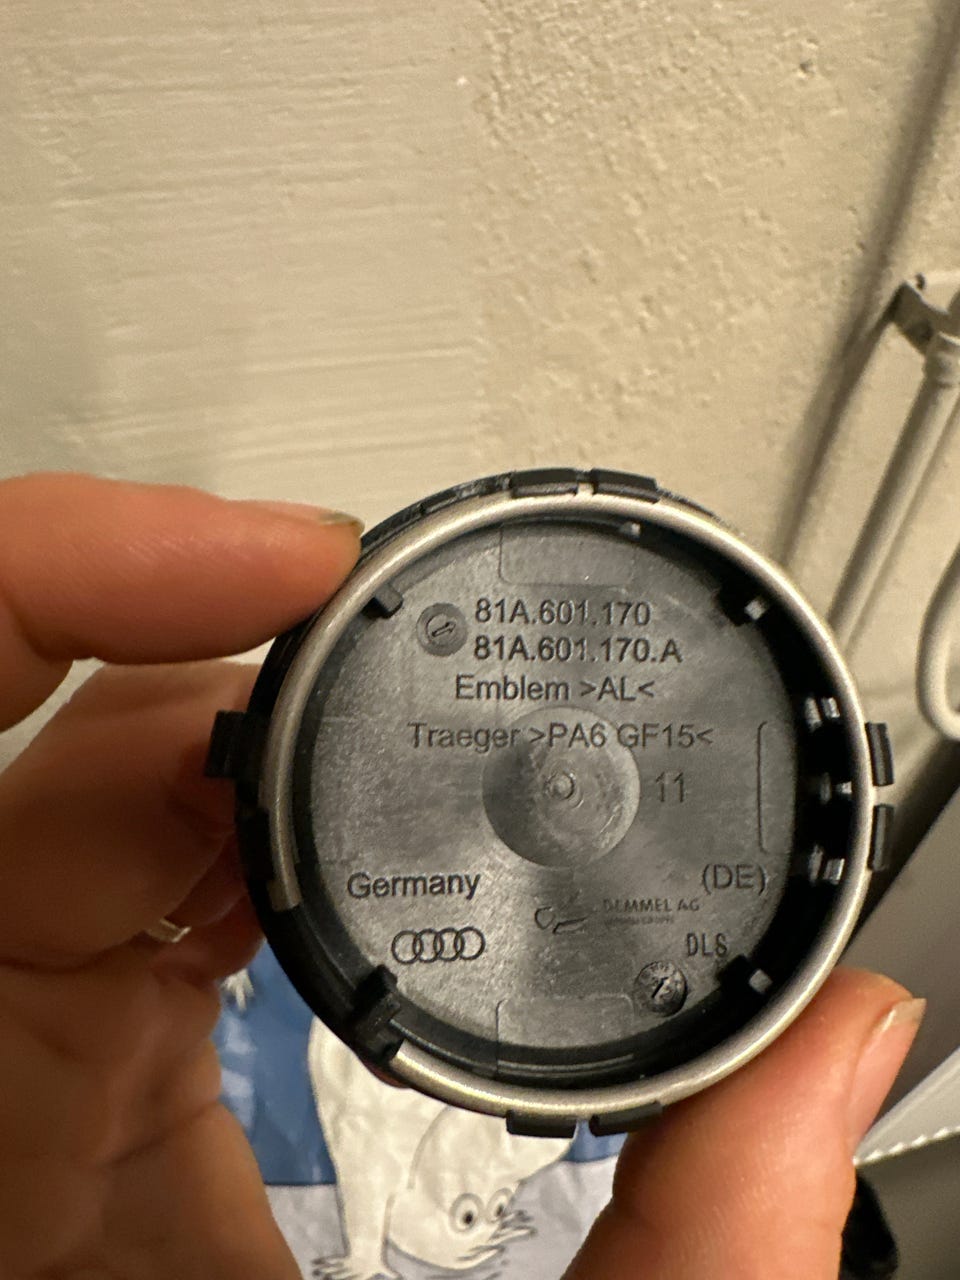 81A.601.170
81A.601.170.A
Emblem >AL<
Traeger >PA6 GF15<
11
Germany
(DE)
DEMMEL AG
DLS